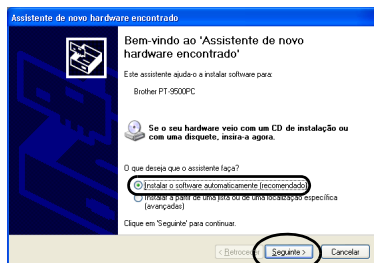 Assistente de novo hardware encontrado
Bem-vindo ao 'Assistente de novo
hardware encontrado'
Este assistente ajuda-o a instalar software para:
Brother PT-9500PC
Se o seu hardware veio com um CD de instalação ou
com uma disquete, insira-a agora.
O que deseja que o assistente faça?
Instalar o software automaticamente (recomendado)
Instalar a partir de uma lista ou de uma localização específica
(avançadas)
Clique em 'Seguinte' para continuar.
< Retroceder Seguinte > Cancelar